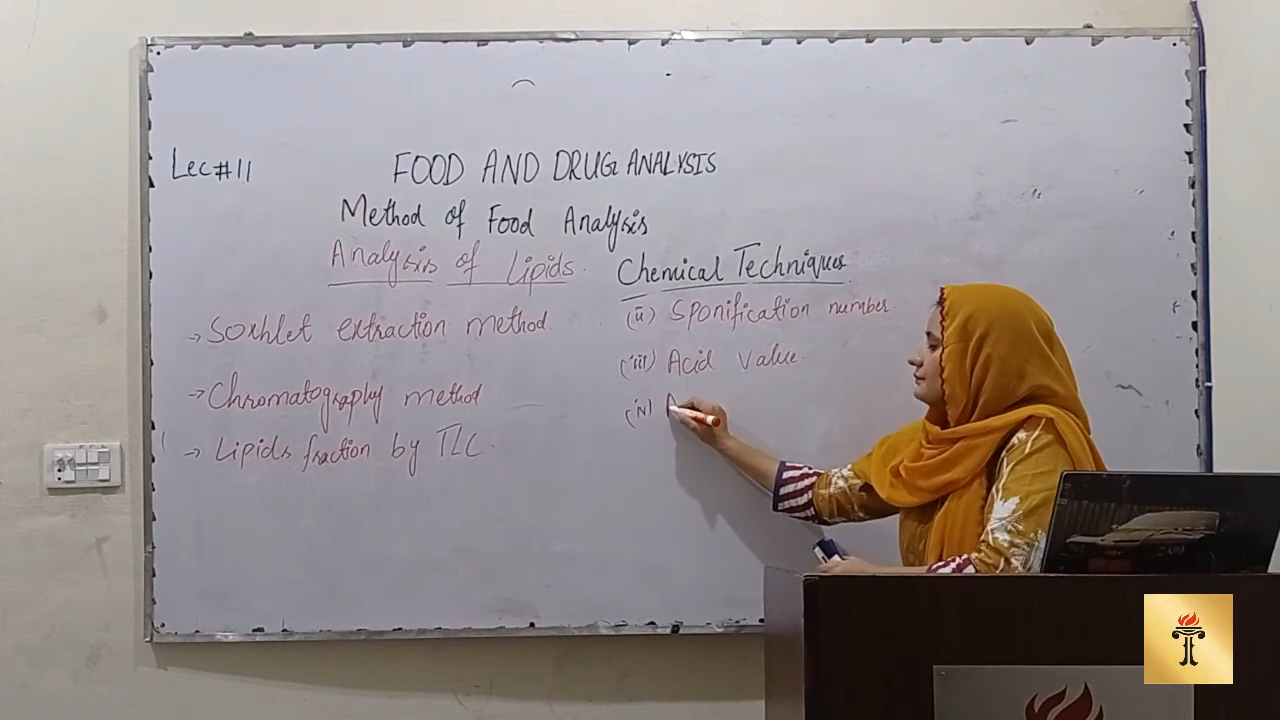 Lec#11
FOOD AND DRUG ANALYSIS
Method of Food Analysis
Analysis of Lipids.
→ Soxhlet extraction method.
→ Chromatography method
→ Lipids fraction by TLC.
Chemical Techniques
(ii) Sponification number
(iii) Acid Value
(iv)